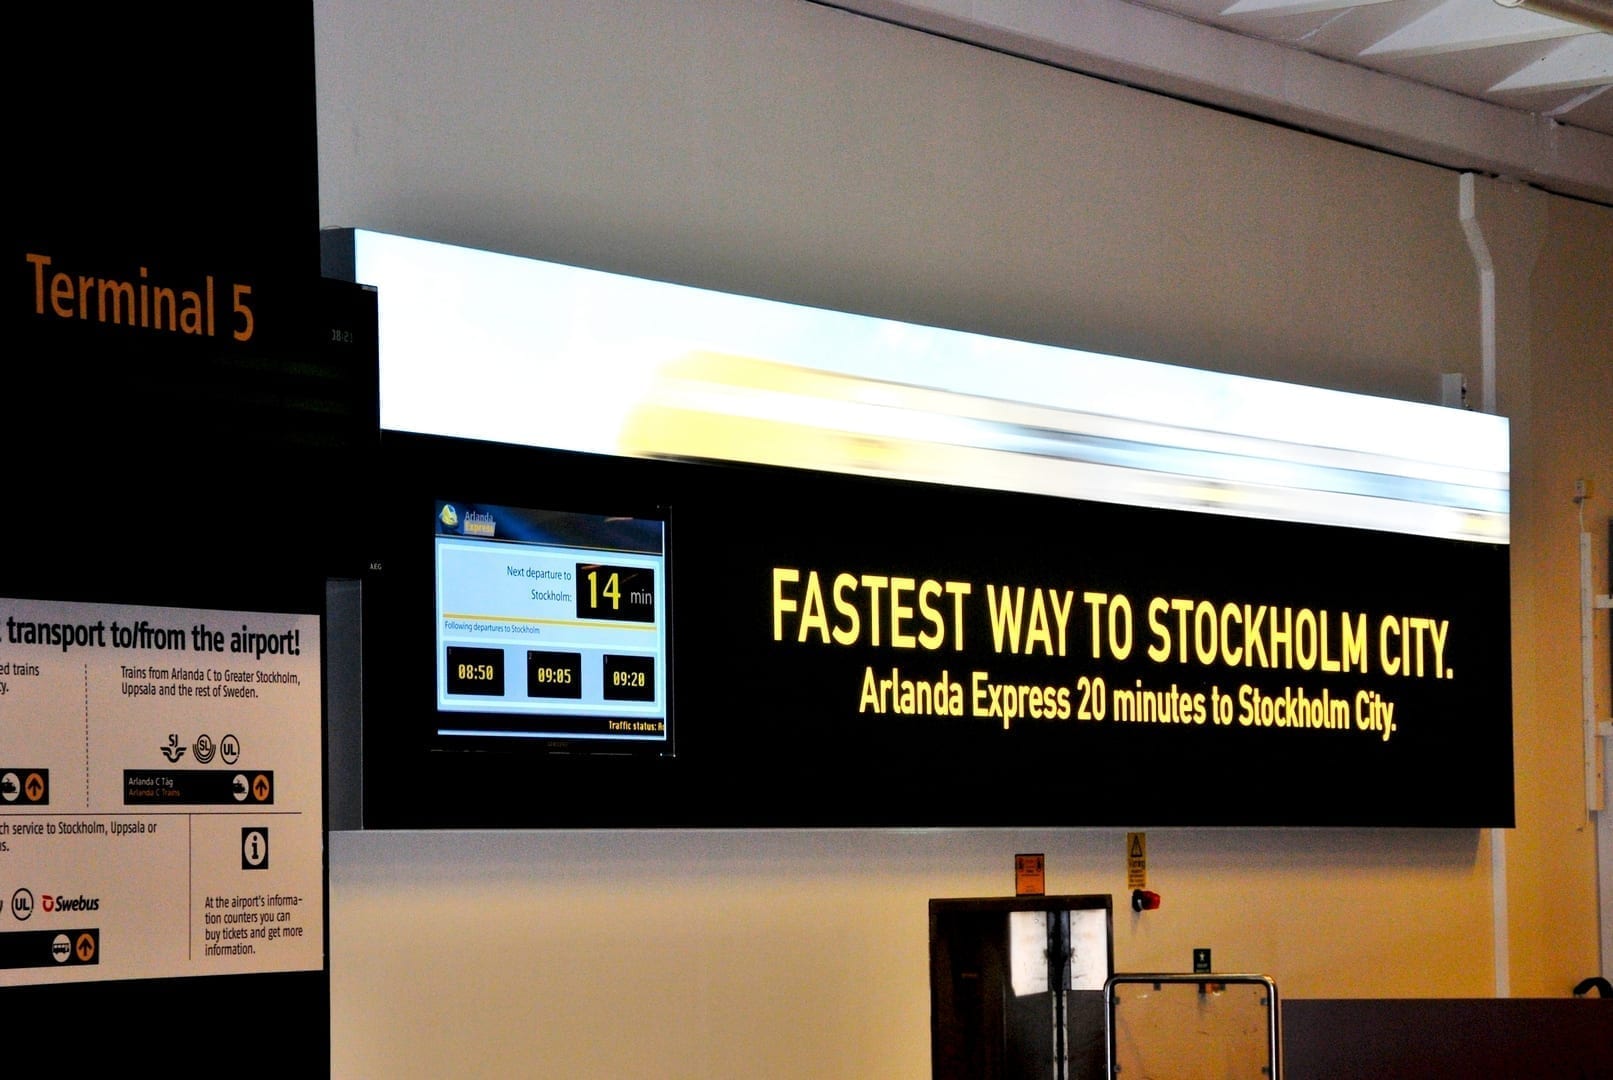 Terminal 5
AEG
transport to/from the airport!
trains
Trains from Arlanda C to Greater Stockholm,
Uppsala and the rest of Sweden.
SJ
SL
UL
Arlanda C Tåg
Arlanda C Trains
service to Stockholm, Uppsala or
UL
Swebus
i
At the airport's informa-
tion counters you can
buy tickets and get more
information.
Arlanda
Express
Next departure to
Stockholm:
14 min
Following departures to Stockholm
08:50
09:05
09:20
Traffic status:
FASTEST WAY TO STOCKHOLM CITY.
Arlanda Express 20 minutes to Stockholm City.